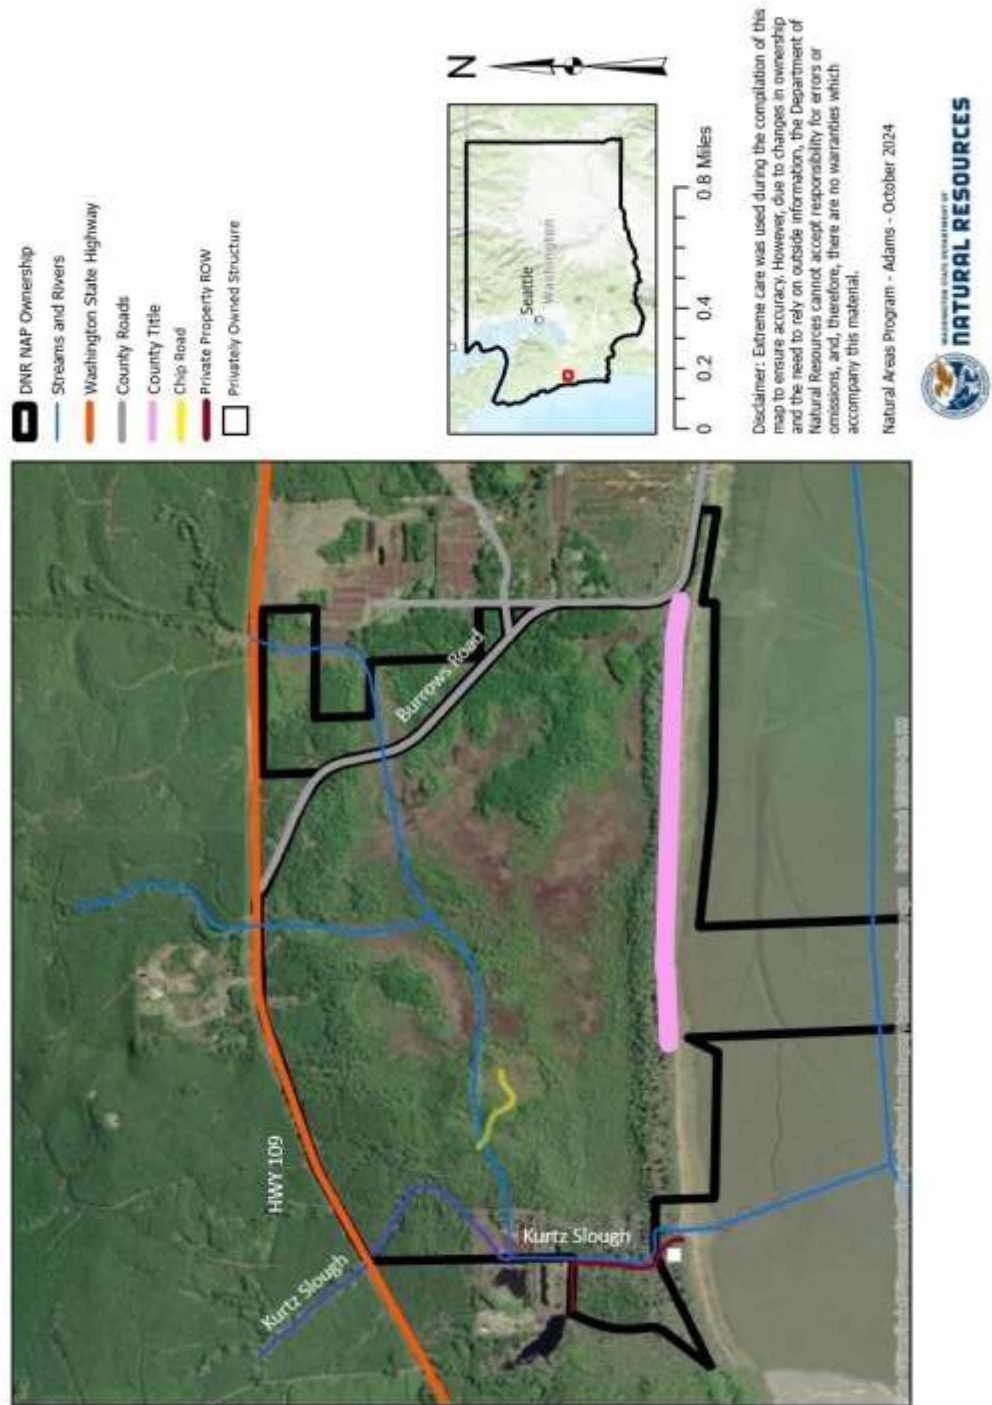 DNR NAP Ownership
Streams and Rivers
Washington State Highway
County Roads
County Title
Chip Road
Private Property ROW
Privately Owned Structure
N
Seattle
Washington
0 0.2 0.4 0.8 Miles
Disclaimer: Extreme care was used during the compilation of this
map to ensure accuracy. However, due to changes in ownership
and the need to rely on outside information, the Department of
Natural Resources cannot accept responsibility for errors or
omissions, and, therefore, there are no warranties which
accompany this material.
Natural Areas Program - Adams - October 2024
WASHINGTON STATE DEPARTMENT OF
NATURAL RESOURCES
HWY 109
Burrows Road
Kurtz Slough
Kurtz Slough